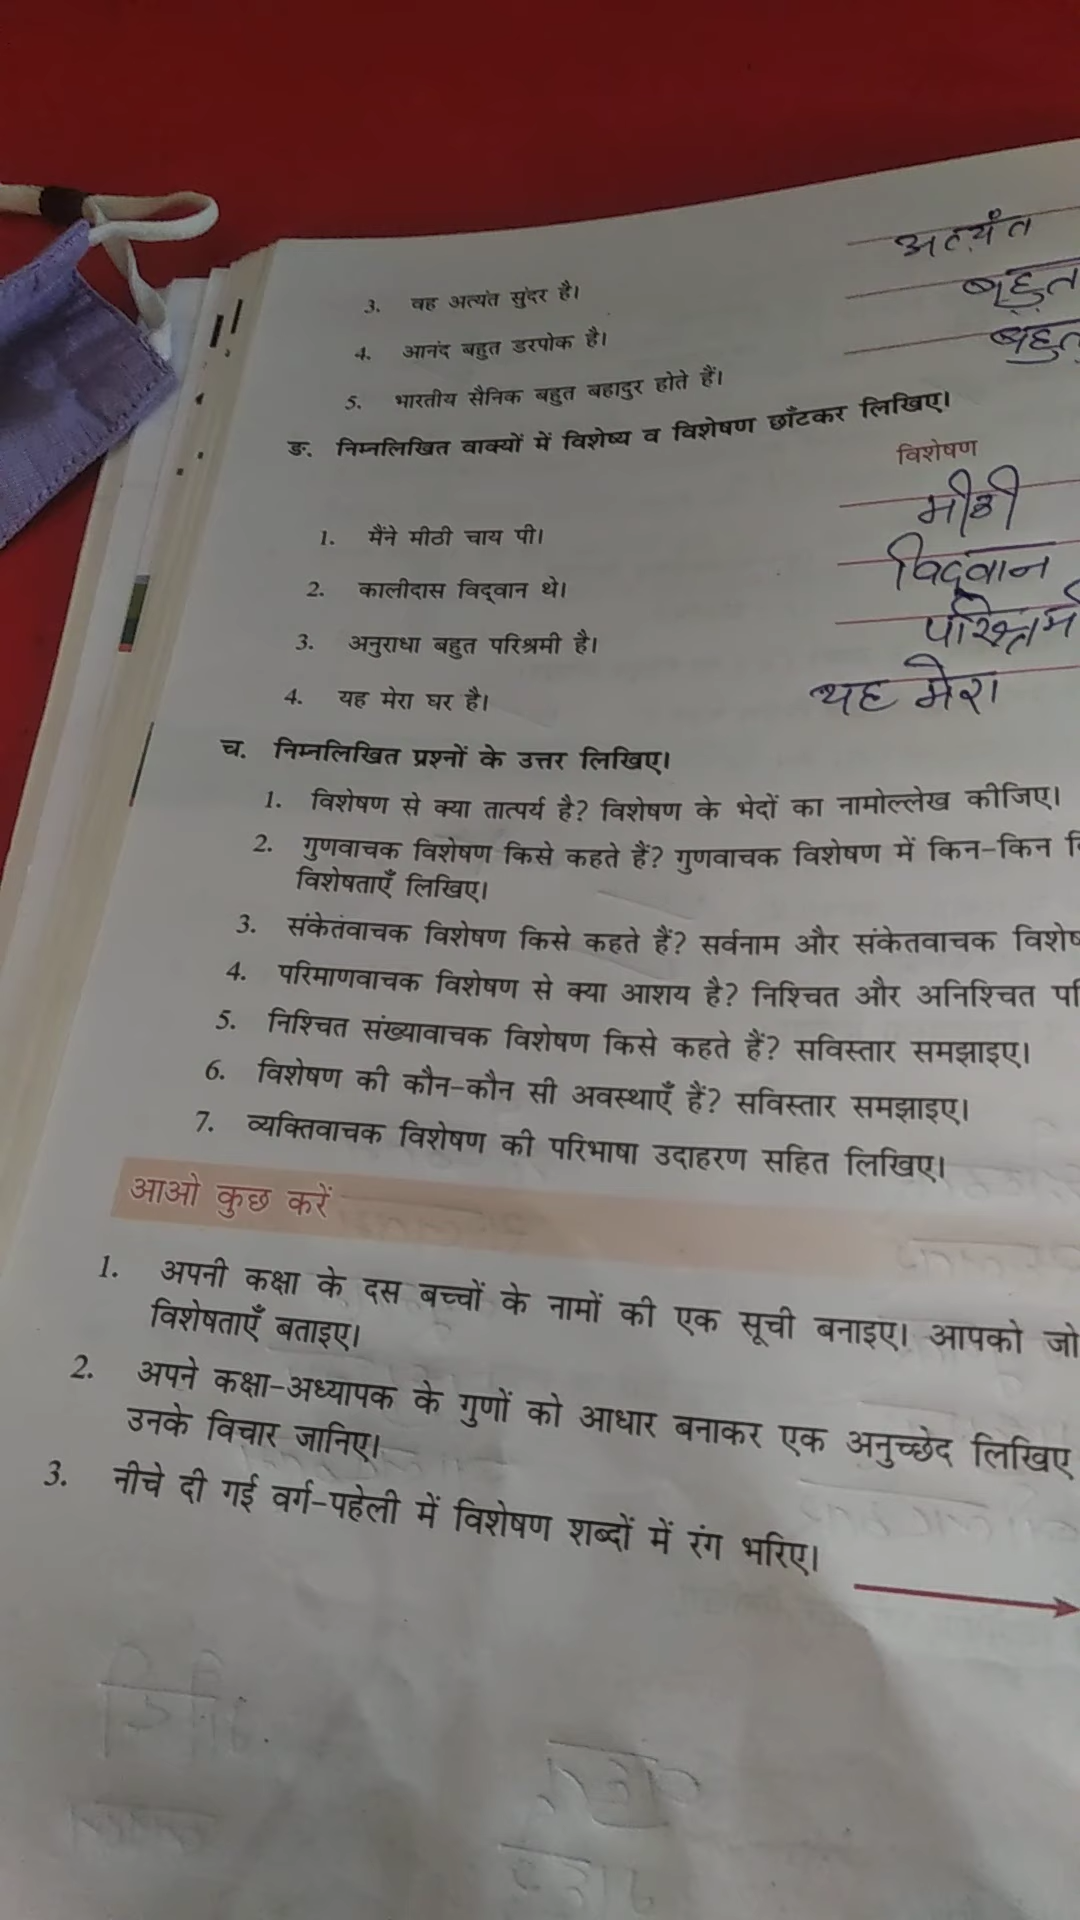 3. वह अत्यंत सुंदर है। अत्यंत
4. आनंद बहुत डरपोक है। बहुत
5. भारतीय सैनिक बहुत बहादुर होते हैं। बहुत
ङ. निम्नलिखित वाक्यों में विशेष्य व विशेषण छाँटकर लिखिए।
विशेषण
1. मैंने मीठी चाय पी। मीठी
2. कालीदास विद्‌वान थे। विद्‌वान
3. अनुराधा बहुत परिश्रमी है। परिश्रमी
4. यह मेरा घर है। यह मेरा
च. निम्नलिखित प्रश्नों के उत्तर लिखिए।
1. विशेषण से क्या तात्पर्य है? विशेषण के भेदों का नामोल्लेख कीजिए।
2. गुणवाचक विशेषण किसे कहते हैं? गुणवाचक विशेषण में किन-किन
विशेषताएँ लिखिए।
3. संकेतवाचक विशेषण किसे कहते हैं? सर्वनाम और संकेतवाचक
4. परिमाणवाचक विशेषण से क्या आशय है? निश्चित और अनिश्चित
5. निश्चित संख्यावाचक विशेषण किसे कहते हैं? सविस्तार समझाइए।
6. विशेषण की कौन-कौन सी अवस्थाएँ हैं? सविस्तार समझाइए।
7. व्यक्तिवाचक विशेषण की परिभाषा उदाहरण सहित लिखिए।
आओ कुछ करें
1. अपनी कक्षा के दस बच्चों के नामों की एक सूची बनाइए। आपको जो
विशेषताएँ बताइए।
2. अपने कक्षा-अध्यापक के गुणों को आधार बनाकर एक अनुच्छेद लिखिए
उनके विचार जानिए।
3. नीचे दी गई वर्ग-पहेली में विशेषण शब्दों में रंग भरिए।